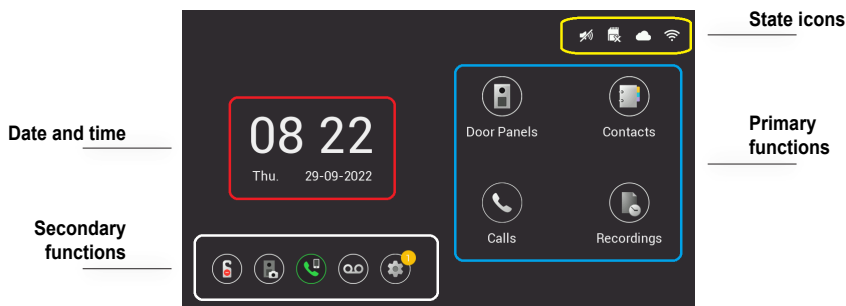 State icons
Date and time
08 22
Thu. 29-09-2022
Door Panels
Contacts
Primary
functions
Calls
Recordings
Secondary
functions
1